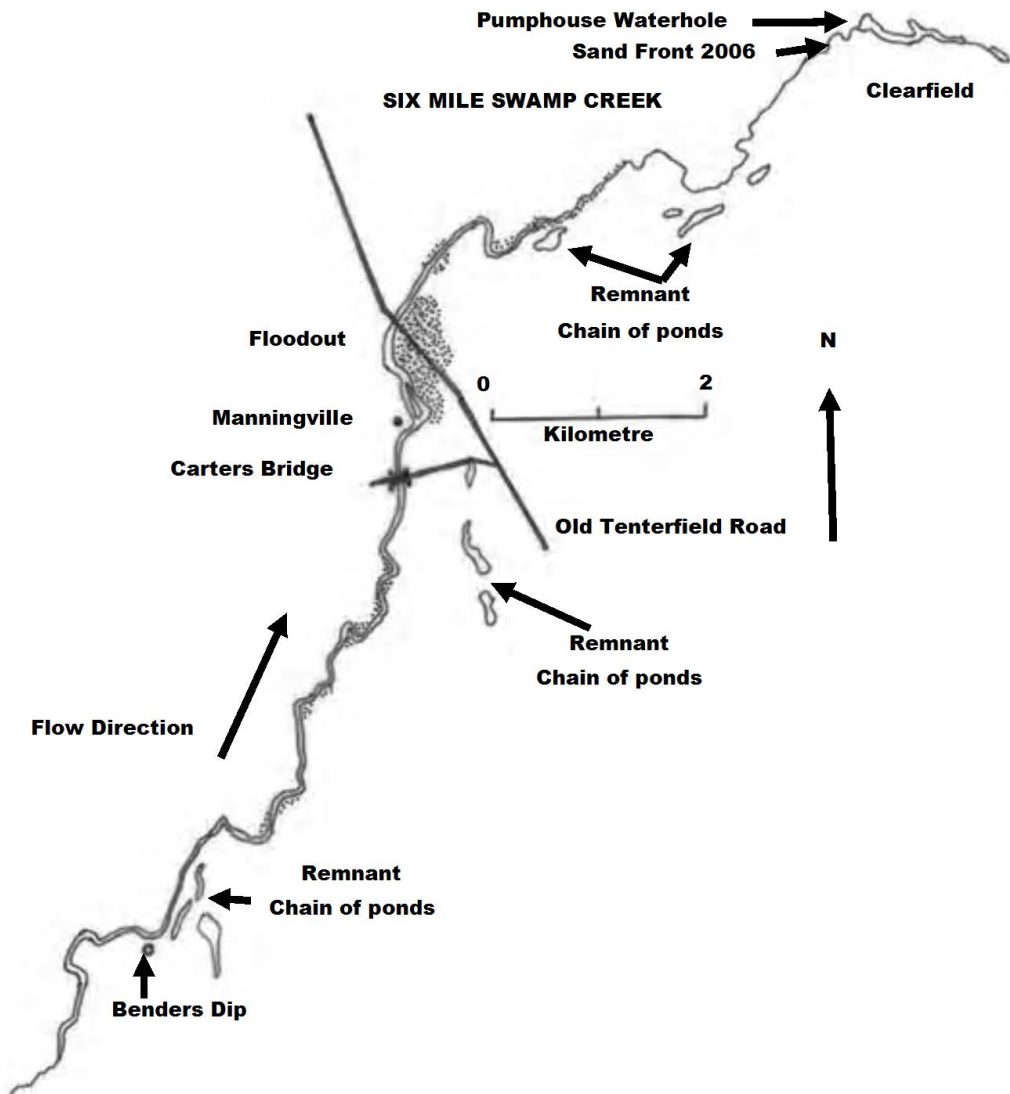 Pumphouse Waterhole
Sand Front 2006
Clearfield
SIX MILE SWAMP CREEK
Remnant
Chain of ponds
Floodout
N
0
2
Kilometre
Manningville
Carters Bridge
Old Tenterfield Road
Remnant
Chain of ponds
Flow Direction
Remnant
Chain of ponds
Benders Dip